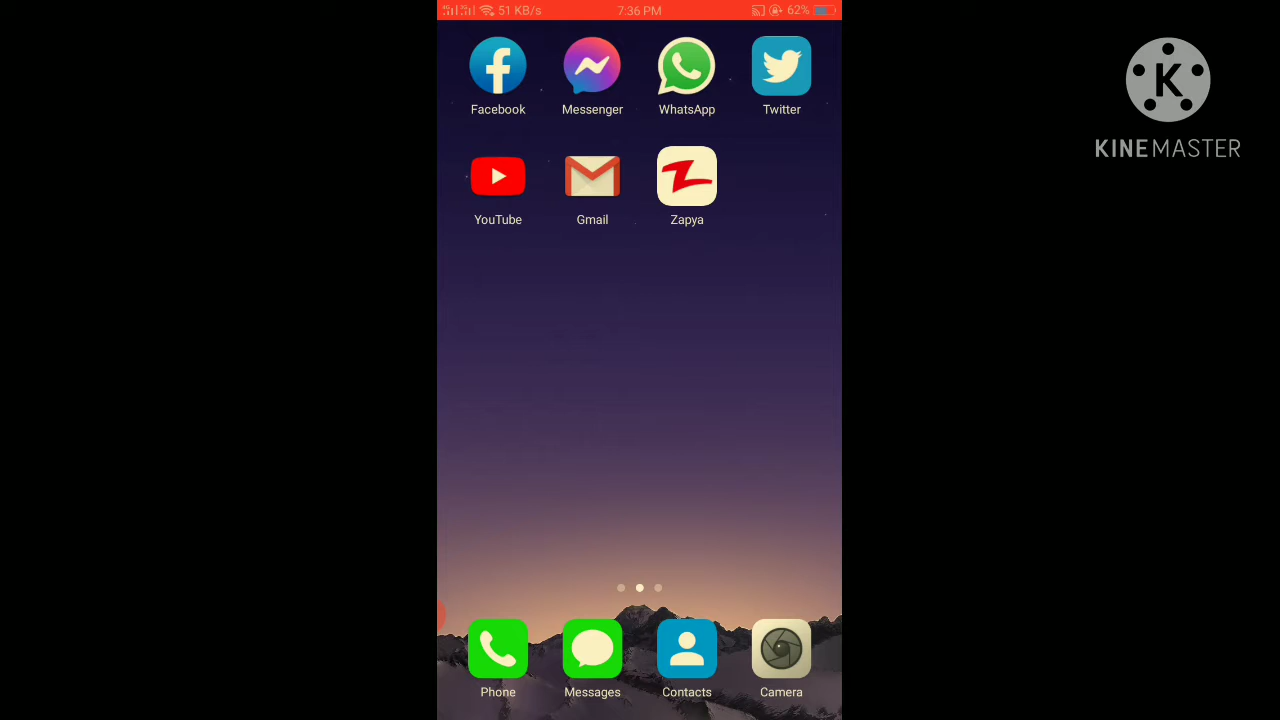 51 KB/s 7:36 PM 62%
Facebook Messenger WhatsApp Twitter
YouTube Gmail Zapya
Phone Messages Contacts Camera
K
KINEMASTER